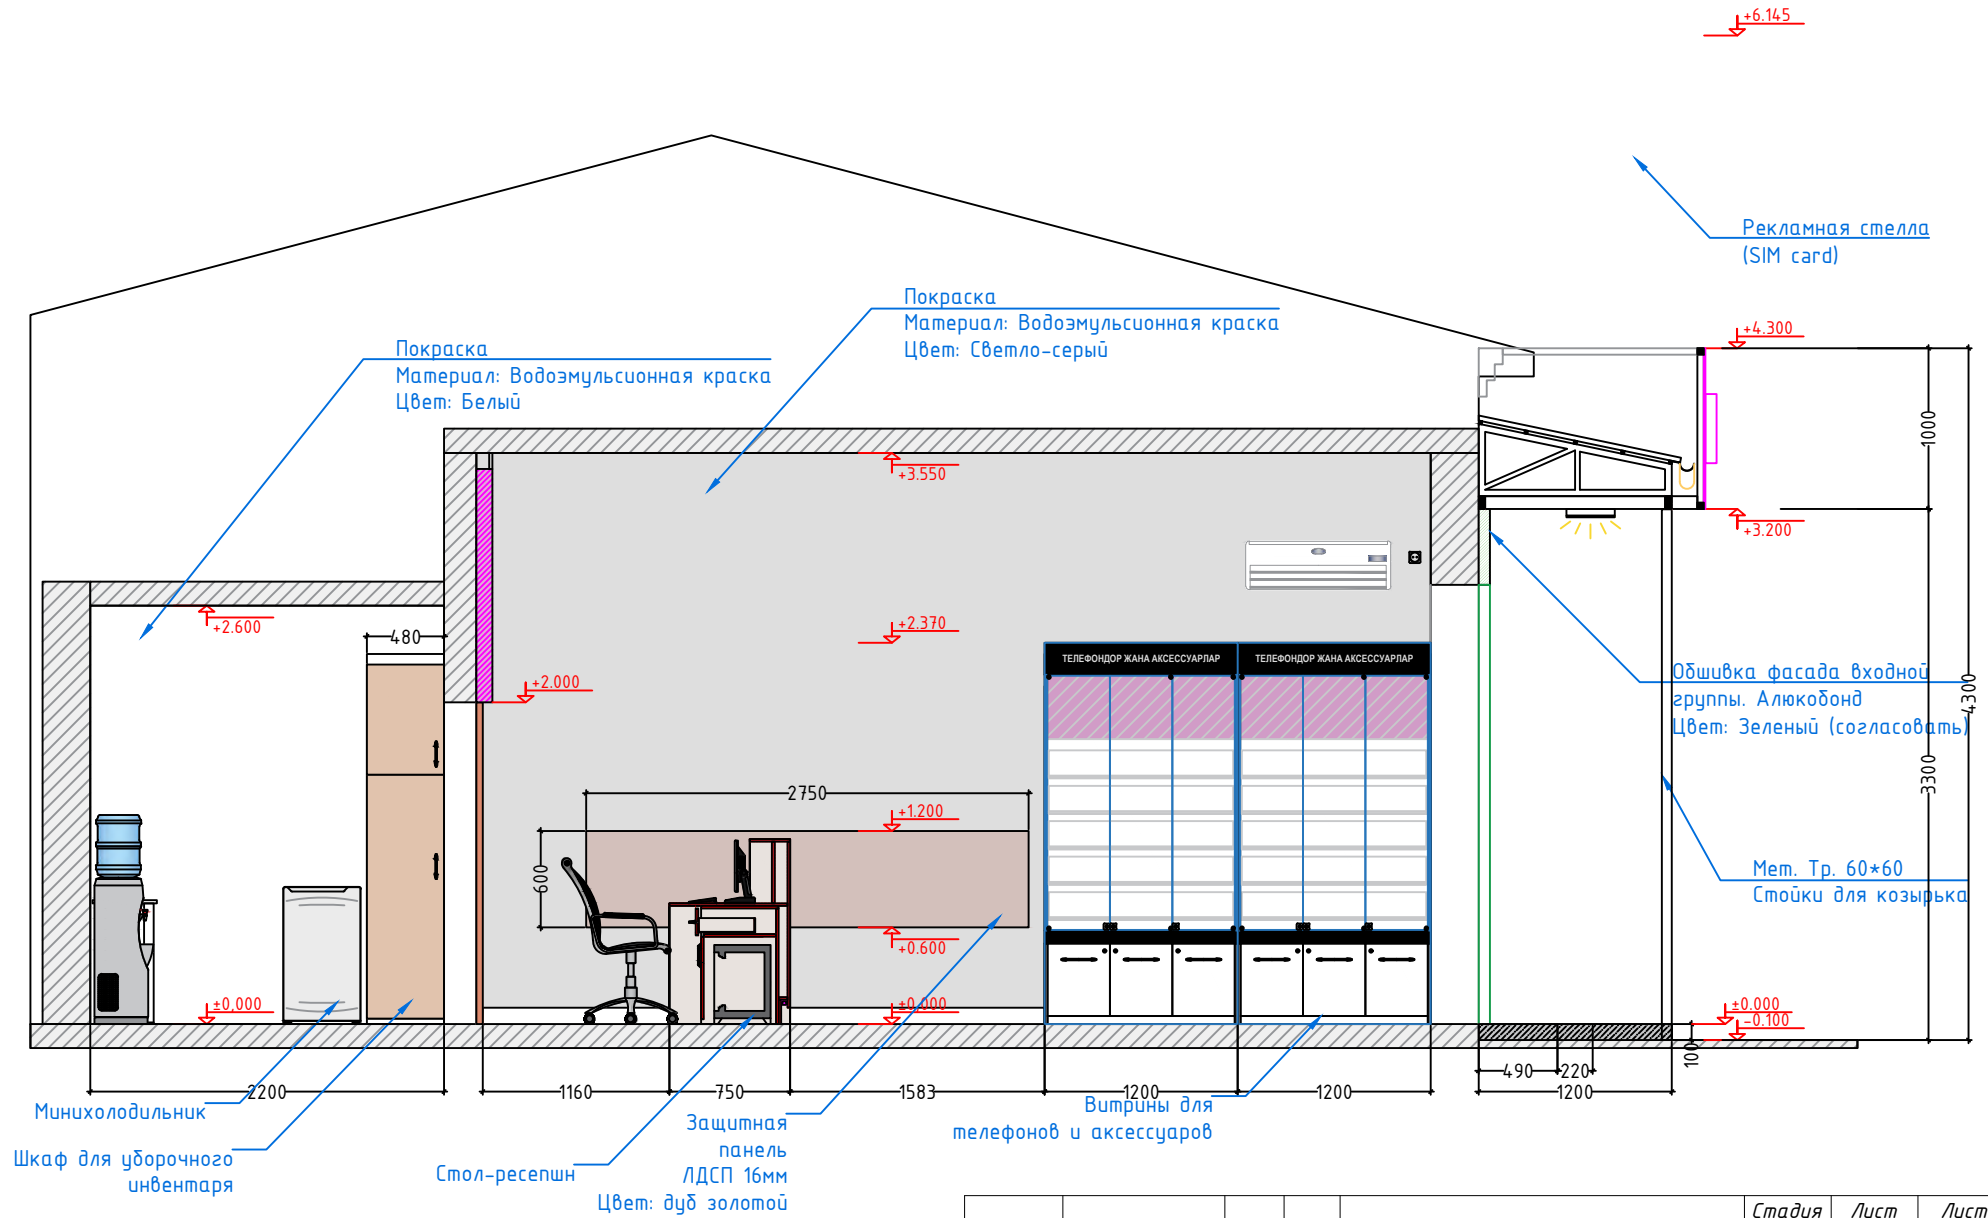 +6.145
Рекламная стелла
(SIM card)
Покраска
Материал: Водоэмульсионная краска
Цвет: Светло-серый
+4.300
Покраска
Материал: Водоэмульсионная краска
Цвет: Белый
1000
+3.550
+3.200
+2.600
480
+2.370
+2.000
ТЕЛЕФОНДОР ЖАНА АКСЕССУАРЛАР
ТЕЛЕФОНДОР ЖАНА АКСЕССУАРЛАР
Обшивка фасада входной
группы. Алюкобонд
Цвет: Зеленый (согласовать)
4300
3300
2750
+1.200
600
Мет. Тр. 60*60
Стойки для козырька
+0.600
±0,000
±0,000
±0.000
-0.100
100
2200
1160
750
1583
1200
1200
490
220
1200
Минихолодильник
Шкаф для уборочного
инвентаря
Стол-ресепшн
Защитная
панель
ЛДСП 16мм
Цвет: дуб золотой
Витрины для
телефонов и аксессуаров
Стадия
Лист
Лист